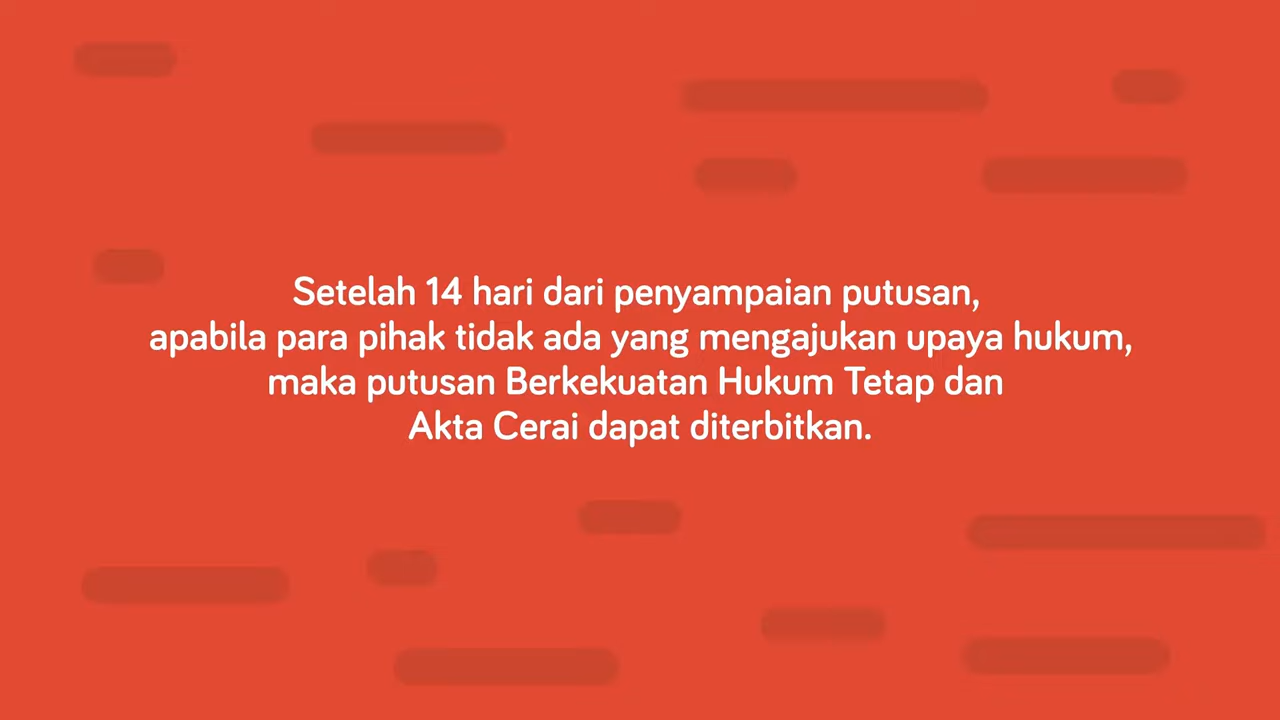 Setelah 14 hari dari penyampaian putusan,
apabila para pihak tidak ada yang mengajukan upaya hukum,
maka putusan Berkekuatan Hukum Tetap dan
Akta Cerai dapat diterbitkan.